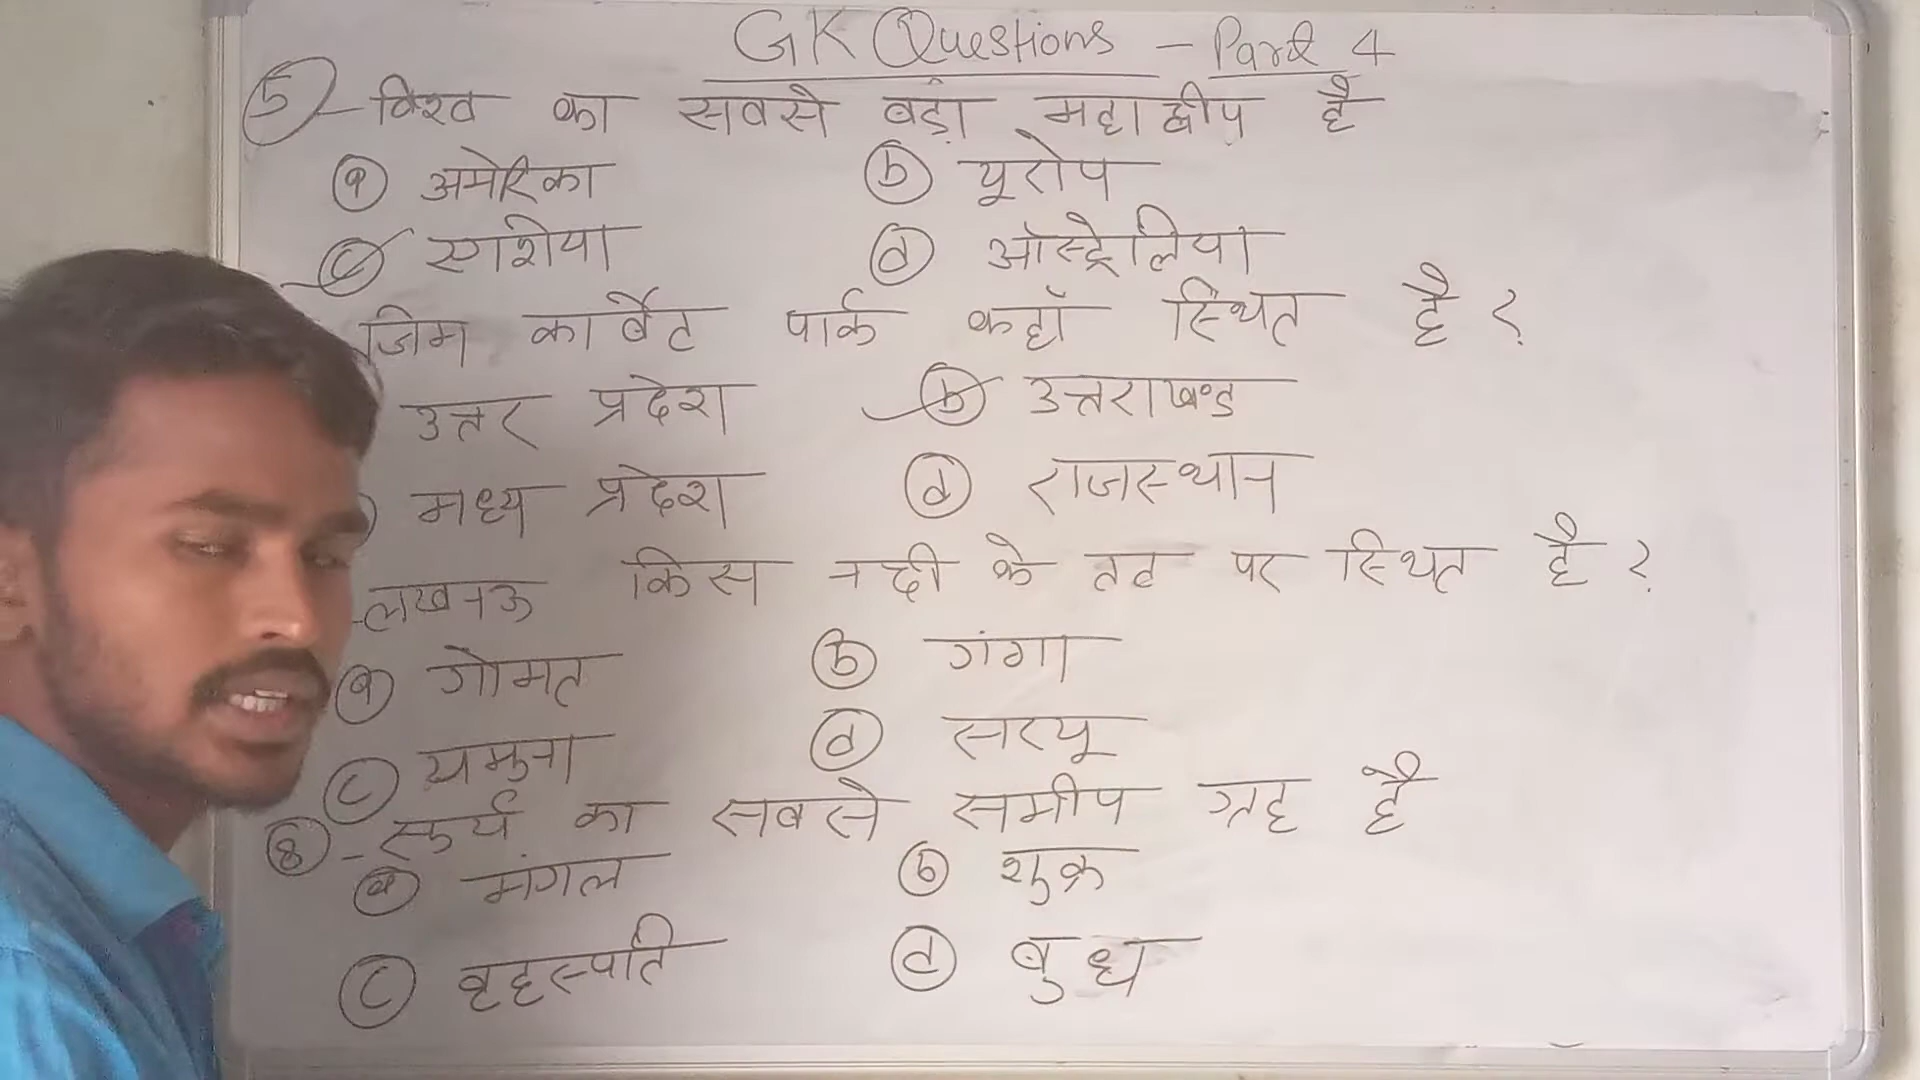 GK Questions - Part 4
5 - विश्व का सबसे बड़ा महाद्वीप है
a अमेरिका b यूरोप
c एशिया d ऑस्ट्रेलिया
जिम कार्बेट पार्क कहाँ स्थित है ?
उत्तर प्रदेश b उत्तराखण्ड
मध्य प्रदेश d राजस्थान
- लखनऊ किस नदी के तट पर स्थित है ?
a गोमत b गंगा
c यमुना d सरयू
8 - सूर्य का सबसे समीप ग्रह है
a मंगल b शुक्र
c वृहस्पति d बुध